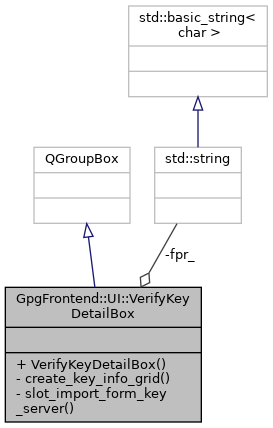 std::basic_string<
char >
QGroupBox
std::string
-fpr_
GpgFrontend::UI::VerifyKey
DetailBox
+ VerifyKeyDetailBox()
- create_key_info_grid()
- slot_import_form_key
_server()